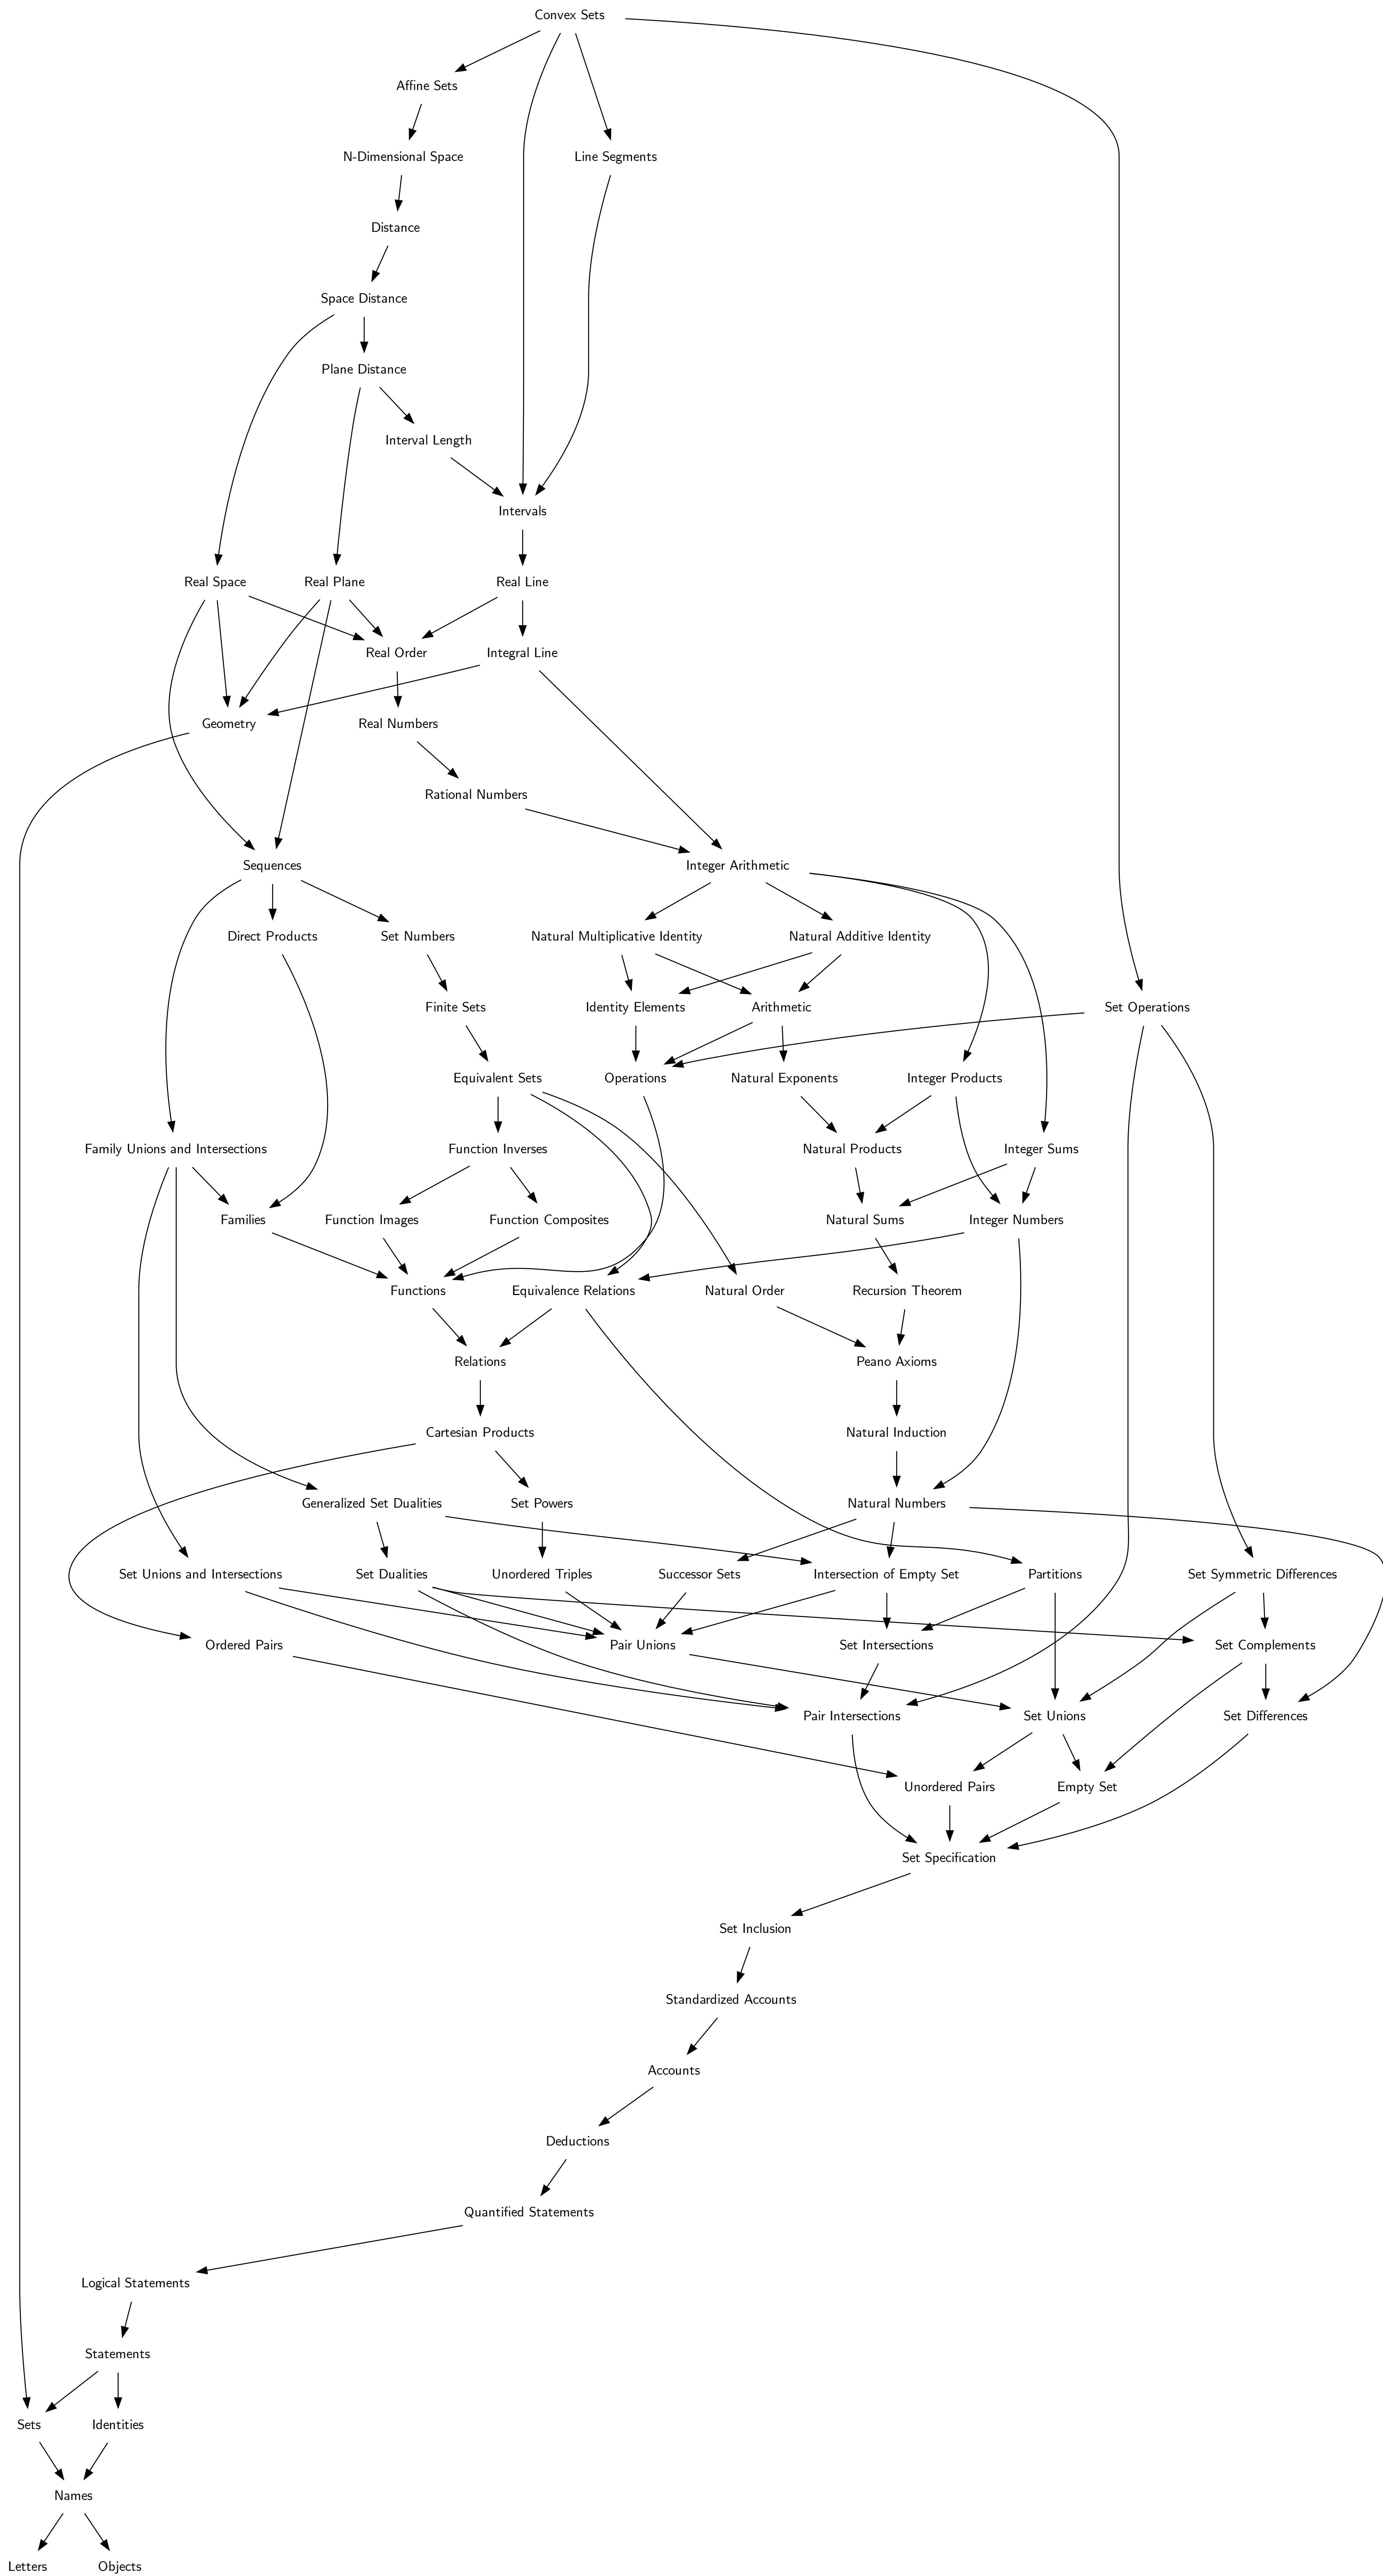 Convex Sets
Affine Sets
N-Dimensional Space
Line Segments
Distance
Space Distance
Plane Distance
Interval Length
Intervals
Real Space
Real Plane
Real Line
Real Order
Integral Line
Geometry
Real Numbers
Rational Numbers
Sequences
Integer Arithmetic
Direct Products
Set Numbers
Natural Multiplicative Identity
Natural Additive Identity
Finite Sets
Identity Elements
Arithmetic
Set Operations
Equivalent Sets
Operations
Natural Exponents
Integer Products
Family Unions and Intersections
Function Inverses
Natural Products
Integer Sums
Families
Function Images
Function Composites
Natural Sums
Integer Numbers
Functions
Equivalence Relations
Natural Order
Recursion Theorem
Relations
Peano Axioms
Cartesian Products
Natural Induction
Generalized Set Dualities
Set Powers
Natural Numbers
Set Unions and Intersections
Set Dualities
Unordered Triples
Successor Sets
Intersection of Empty Set
Partitions
Set Symmetric Differences
Ordered Pairs
Pair Unions
Set Intersections
Set Complements
Pair Intersections
Set Unions
Set Differences
Unordered Pairs
Empty Set
Set Specification
Set Inclusion
Standardized Accounts
Accounts
Deductions
Quantified Statements
Logical Statements
Statements
Sets
Identities
Names
Letters
Objects